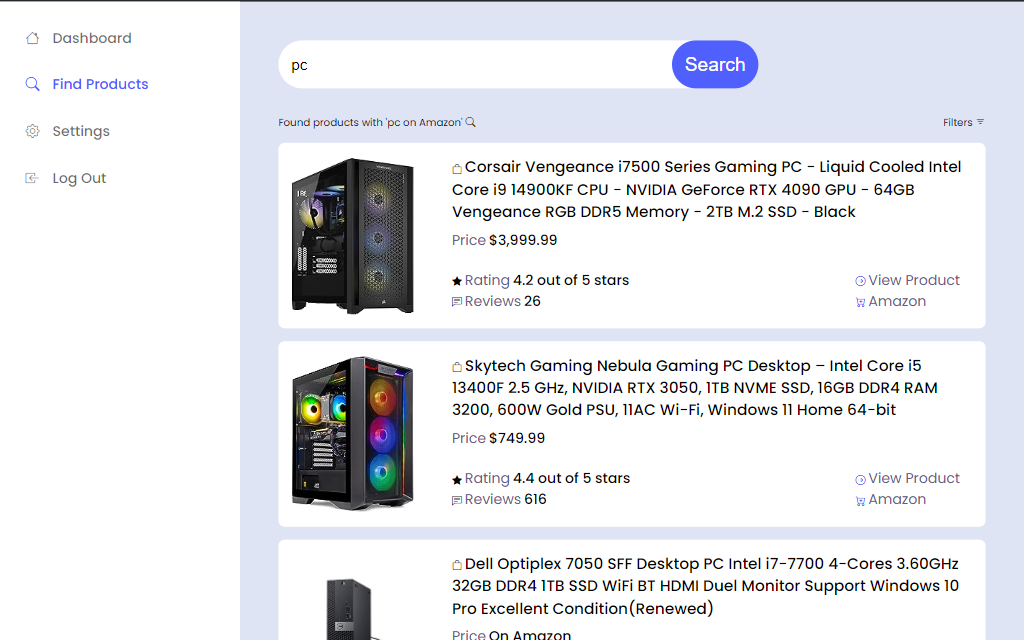 Dashboard
Find Products
Settings
Log Out
pc
Search
Found products with 'pc on Amazon'
Filters
Corsair Vengeance i7500 Series Gaming PC - Liquid Cooled Intel
Core i9 14900KF CPU - NVIDIA GeForce RTX 4090 GPU - 64GB
Vengeance RGB DDR5 Memory - 2TB M.2 SSD - Black
Price $3,999.99
Rating 4.2 out of 5 stars
Reviews 26
View Product
Amazon
Skytech Gaming Nebula Gaming PC Desktop – Intel Core i5
13400F 2.5 GHz, NVIDIA RTX 3050, 1TB NVME SSD, 16GB DDR4 RAM
3200, 600W Gold PSU, 11AC Wi-Fi, Windows 11 Home 64-bit
Price $749.99
Rating 4.4 out of 5 stars
Reviews 616
View Product
Amazon
Dell Optiplex 7050 SFF Desktop PC Intel i7-7700 4-Cores 3.60GHz
32GB DDR4 1TB SSD WiFi BT HDMI Duel Monitor Support Windows 10
Pro Excellent Condition(Renewed)
Price On Amazon